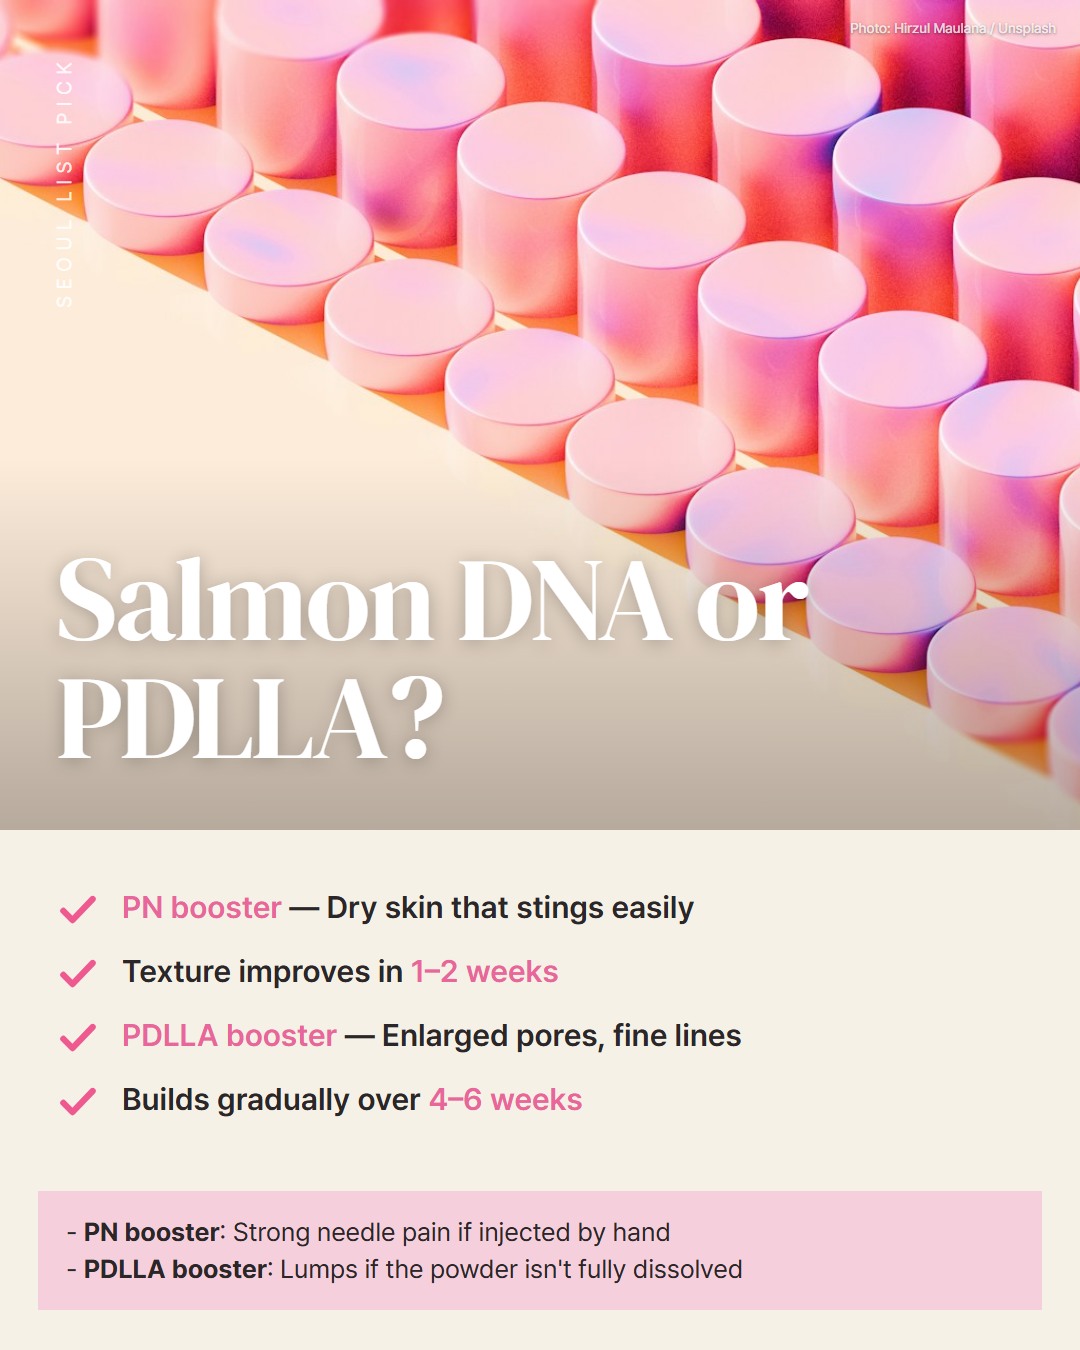 Photo: Hirzul Maulana / Unsplash
SEOUL LIST PICK
Salmon DNA or
PDLLA?
PN booster — Dry skin that stings easily
Texture improves in 1–2 weeks
PDLLA booster — Enlarged pores, fine lines
Builds gradually over 4–6 weeks
- PN booster: Strong needle pain if injected by hand
- PDLLA booster: Lumps if the powder isn't fully dissolved